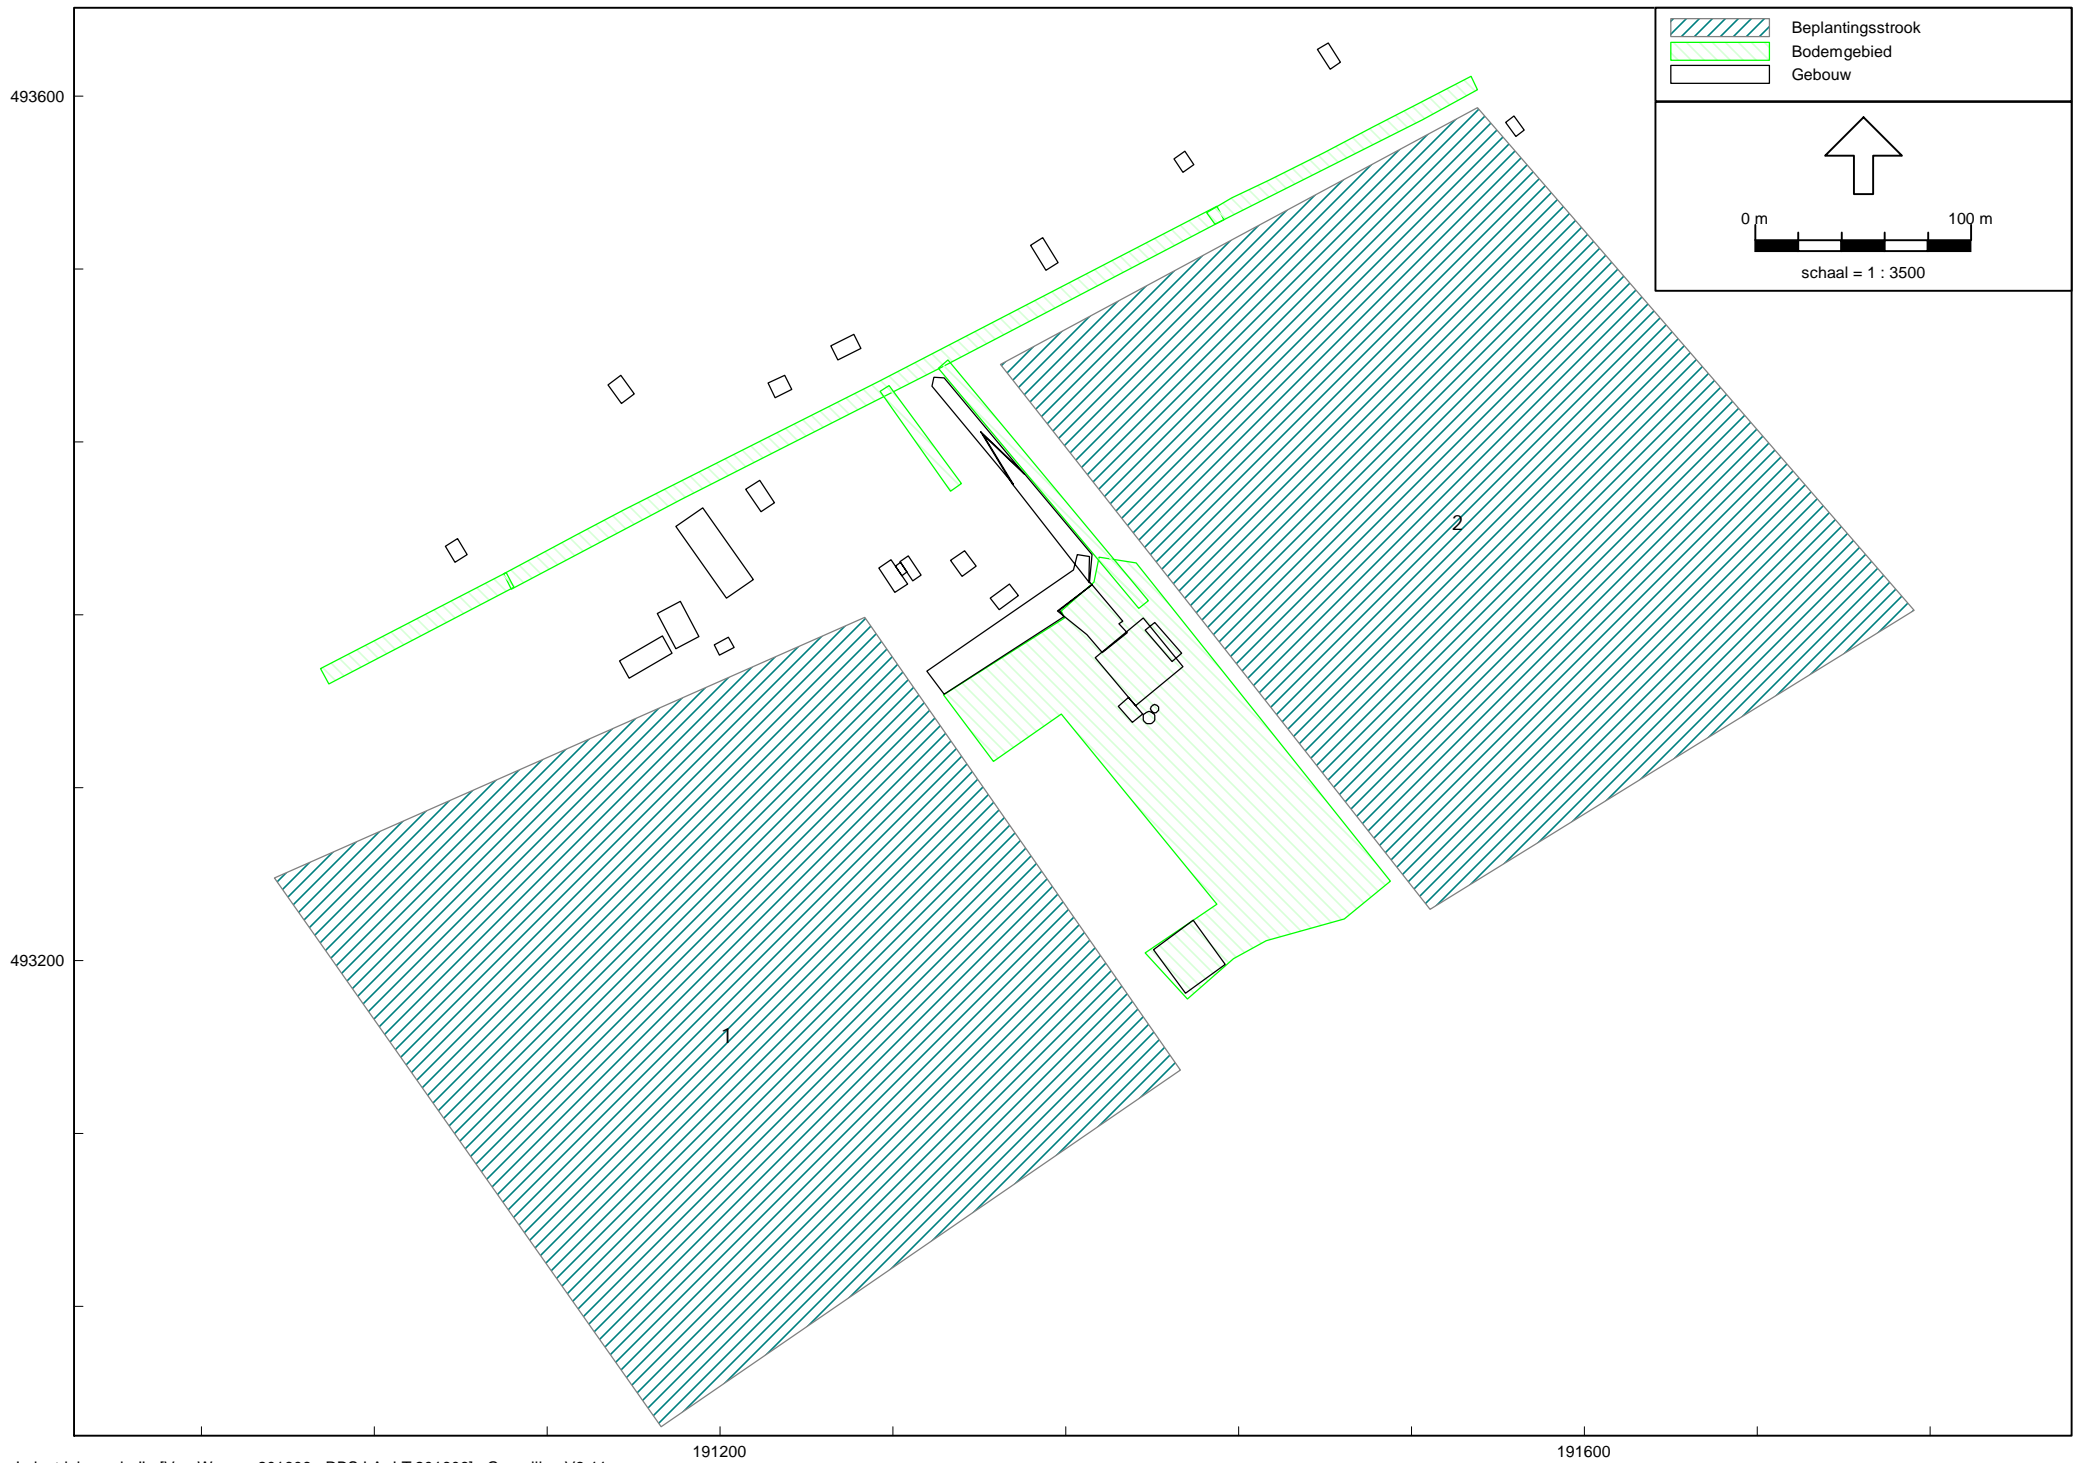 Beplantingsstrook
Bodemgebied
Gebouw
493600
0 m 100 m
schaal = 1 : 3500
2
493200
1
191200 191600